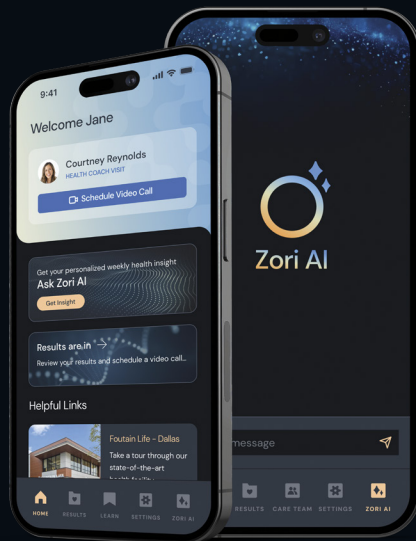 9:41
Welcome Jane
Courtney Reynolds
HEALTH COACH VISIT
Schedule Video Call
Get your personalized weekly health insight
Ask Zori AI
Get Insight
Results are in →
Review your results and schedule a video call...
Helpful Links
Foutain Life - Dallas
Take a tour through our
state-of-the-art
health facility
HOME
RESULTS
LEARN
SETTINGS
ZORI AI
Zori AI
message
RESULTS
CARE TEAM
SETTINGS
ZORI AI